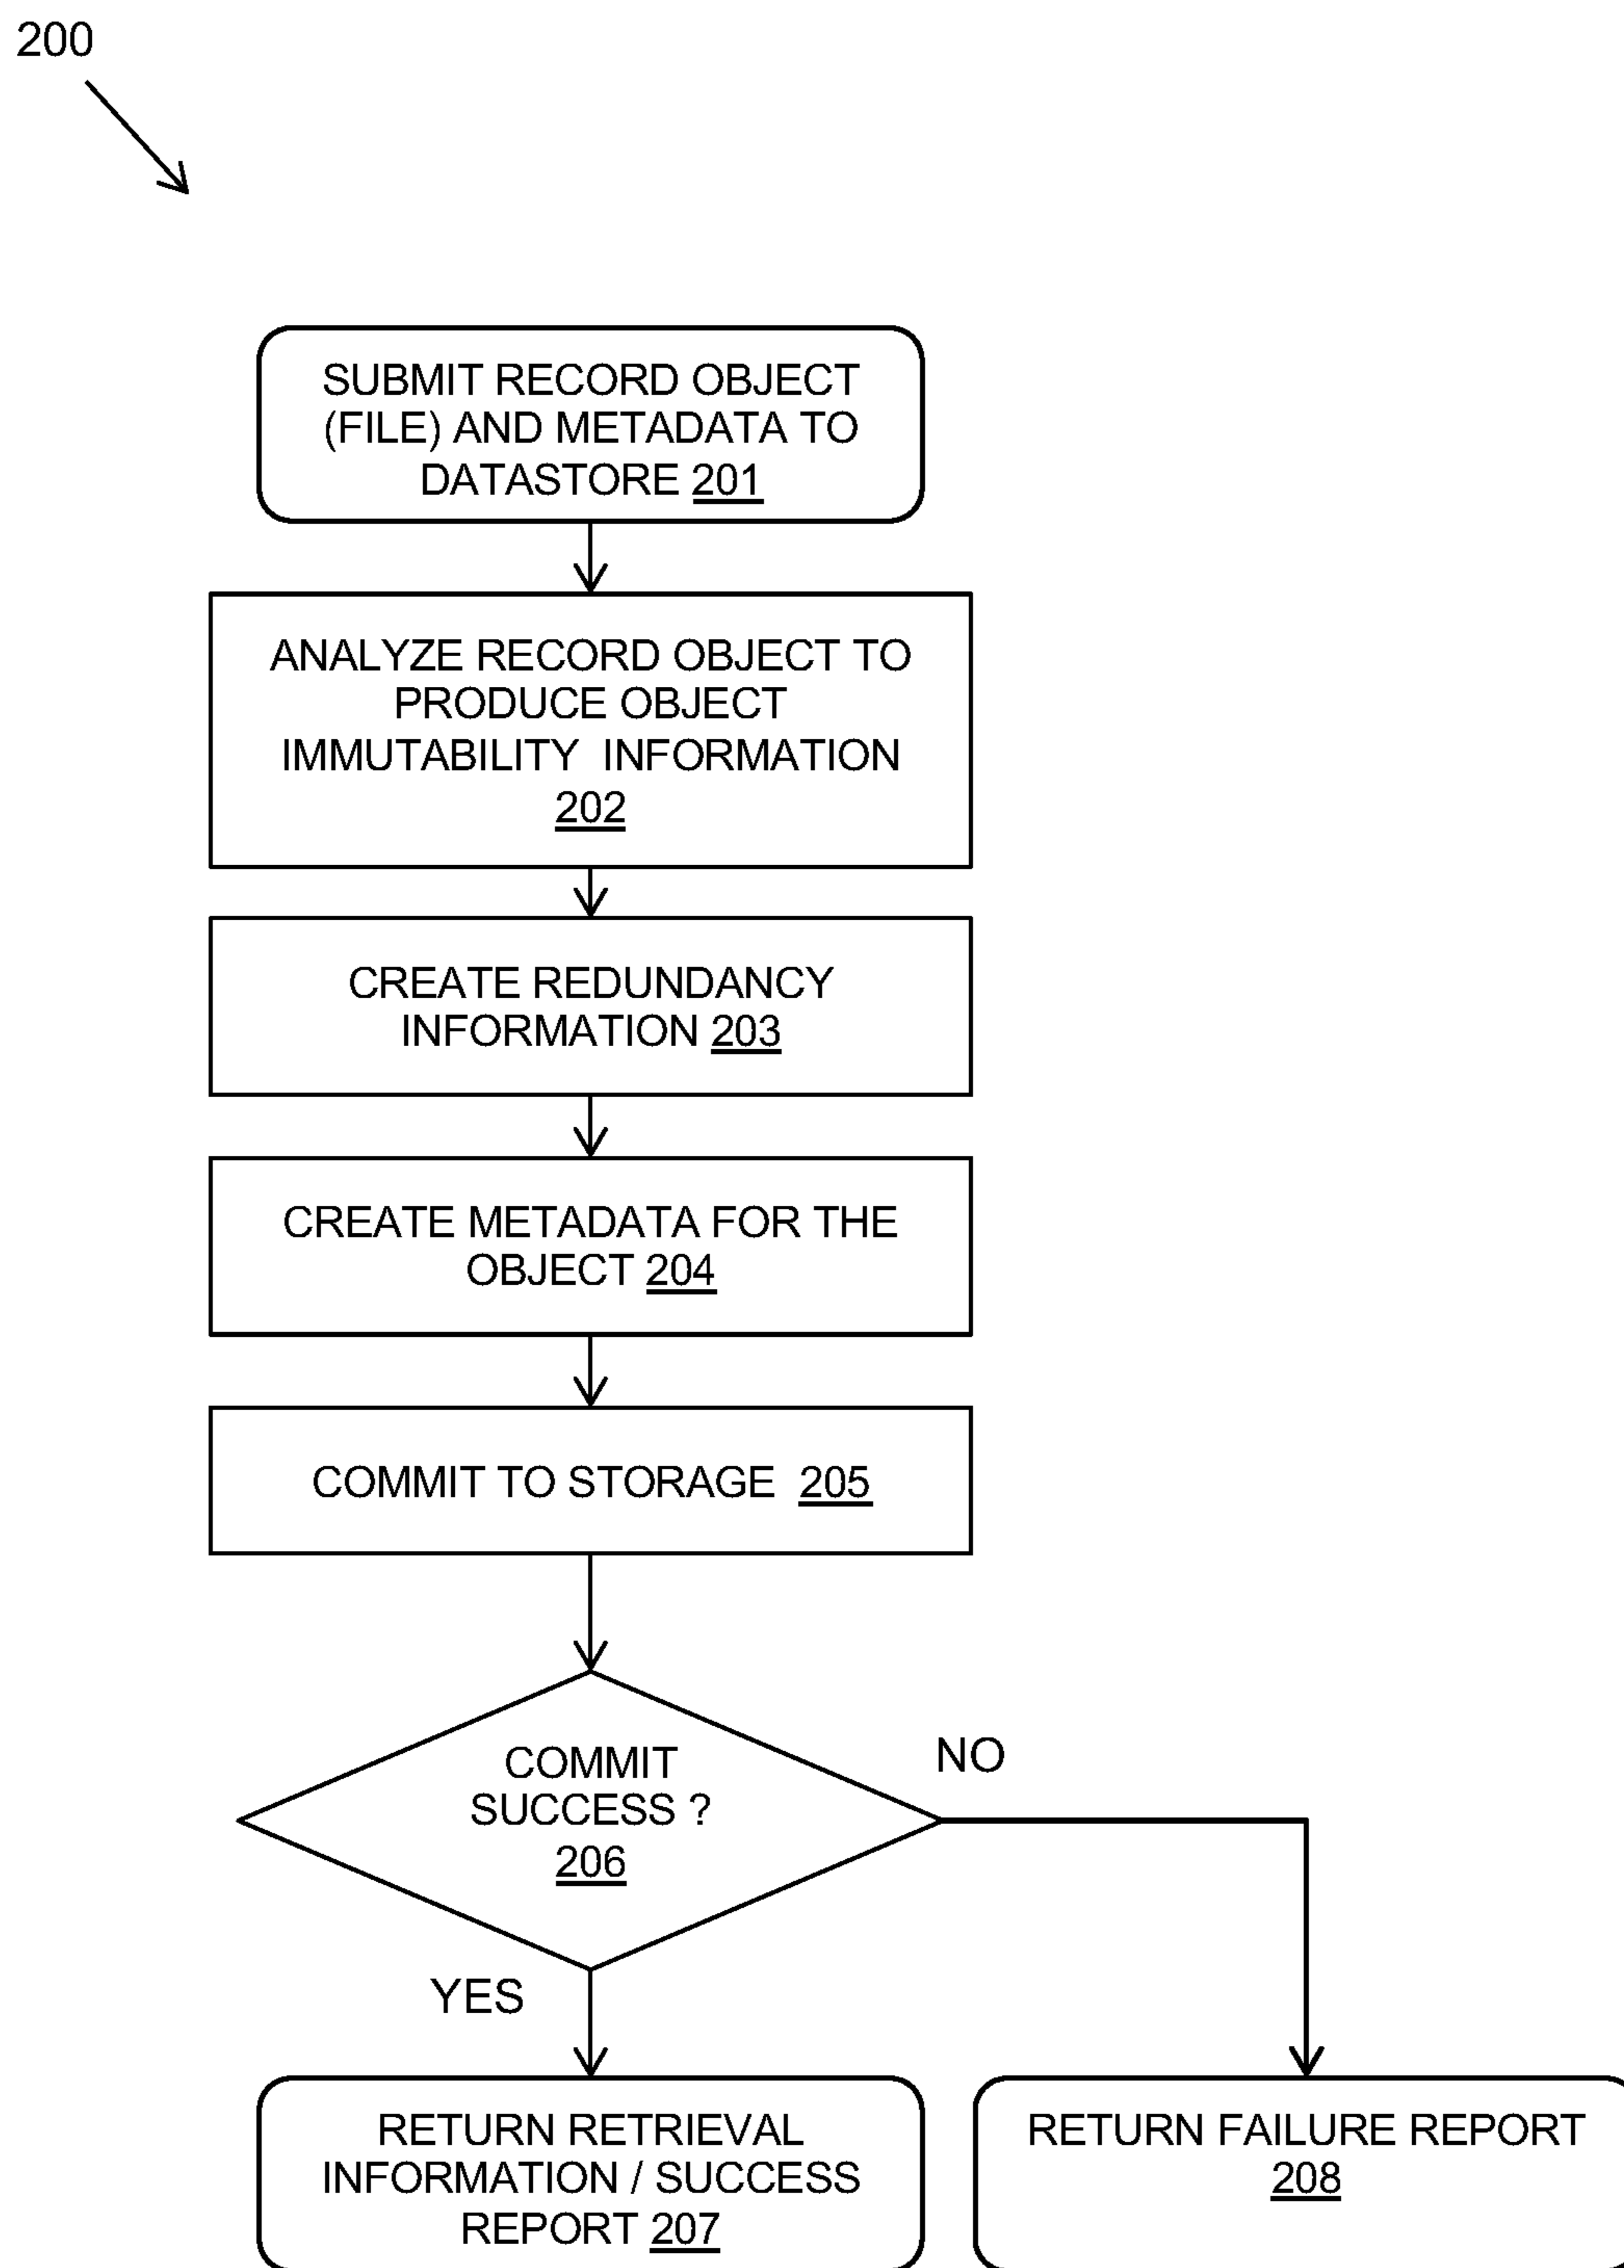 200
SUBMIT RECORD OBJECT
(FILE) AND METADATA TO
DATASTORE 201
ANALYZE RECORD OBJECT TO
PRODUCE OBJECT
IMMUTABILITY INFORMATION
202
CREATE REDUNDANCY
INFORMATION 203
CREATE METADATA FOR THE
OBJECT 204
COMMIT TO STORAGE 205
COMMIT
SUCCESS ?
206
NO
YES
RETURN RETRIEVAL
INFORMATION / SUCCESS
REPORT 207
RETURN FAILURE REPORT
208